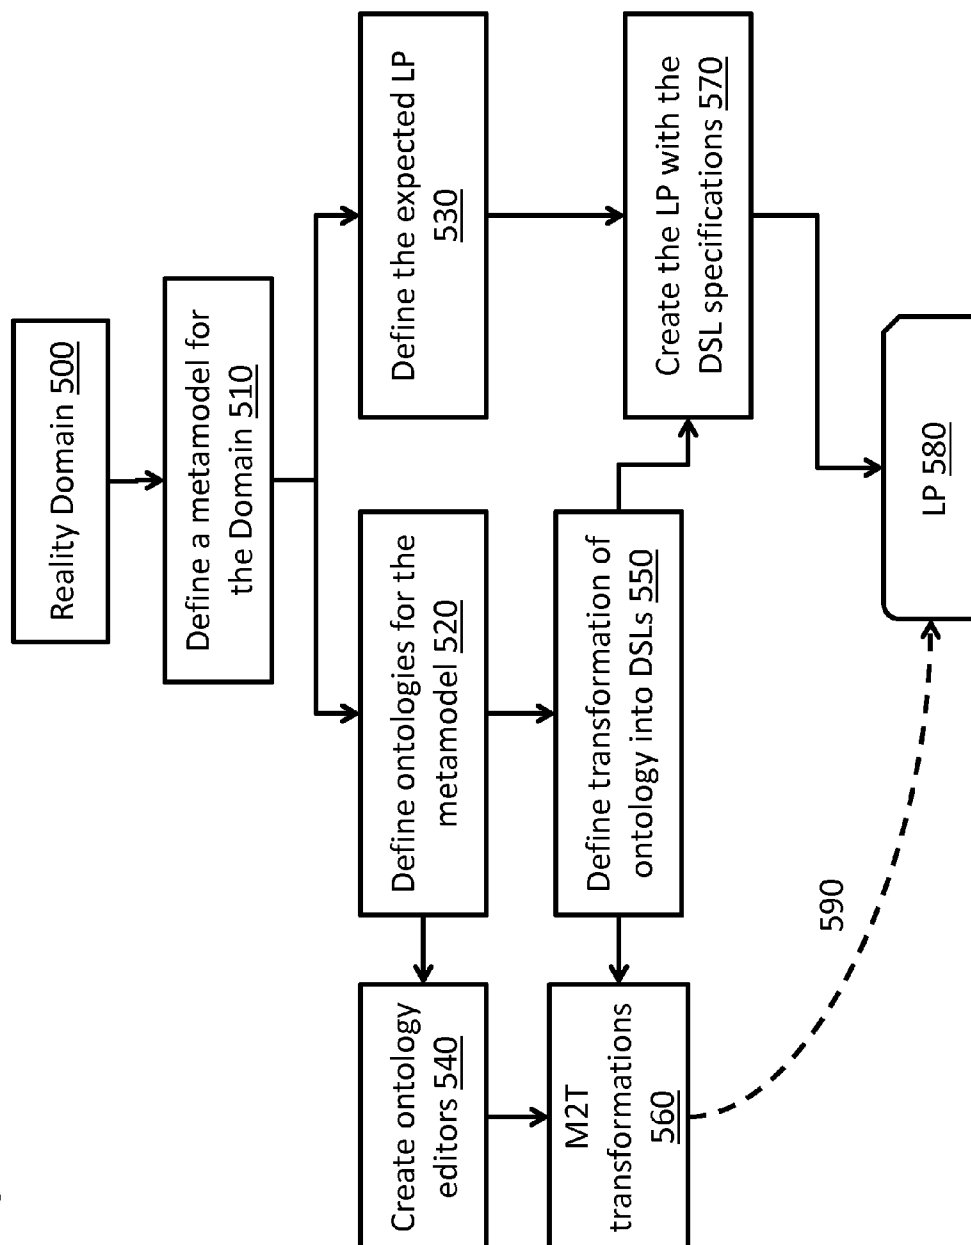 Reality Domain 500
Define a metamodel for
the Domain 510
Define ontologies for the
metamodel 520
Define the expected LP
530
Create ontology
editors 540
Define transformation of
ontology into DSLs 550
M2T
transformations
560
Create the LP with the
DSL specifications 570
LP 580
590